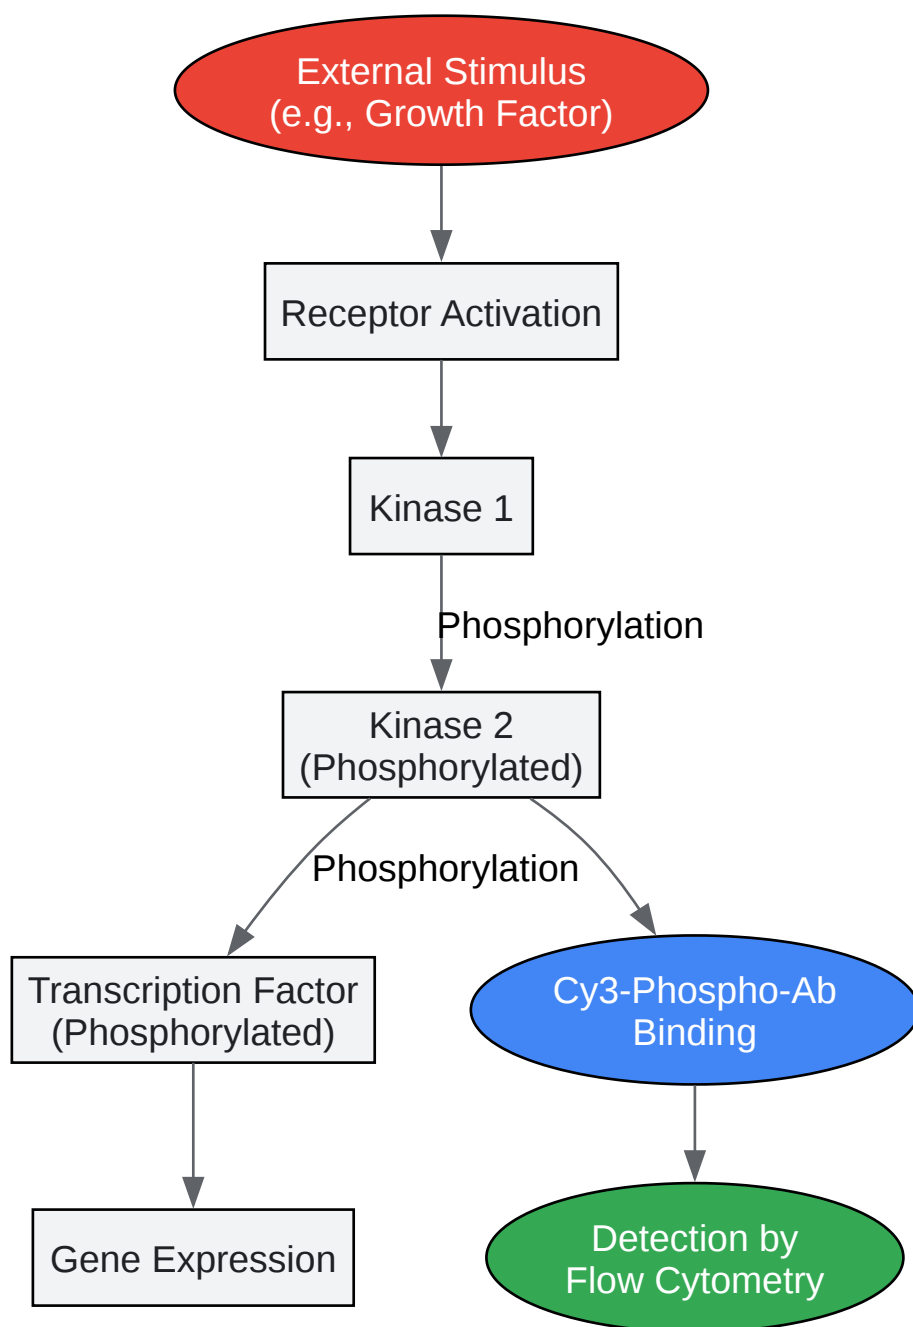 External Stimulus
(e.g., Growth Factor)
Receptor Activation
Kinase 1
Phosphorylation
Kinase 2
(Phosphorylated)
Phosphorylation
Transcription Factor
(Phosphorylated)
Cy3-Phospho-Ab
Binding
Gene Expression
Detection by
Flow Cytometry